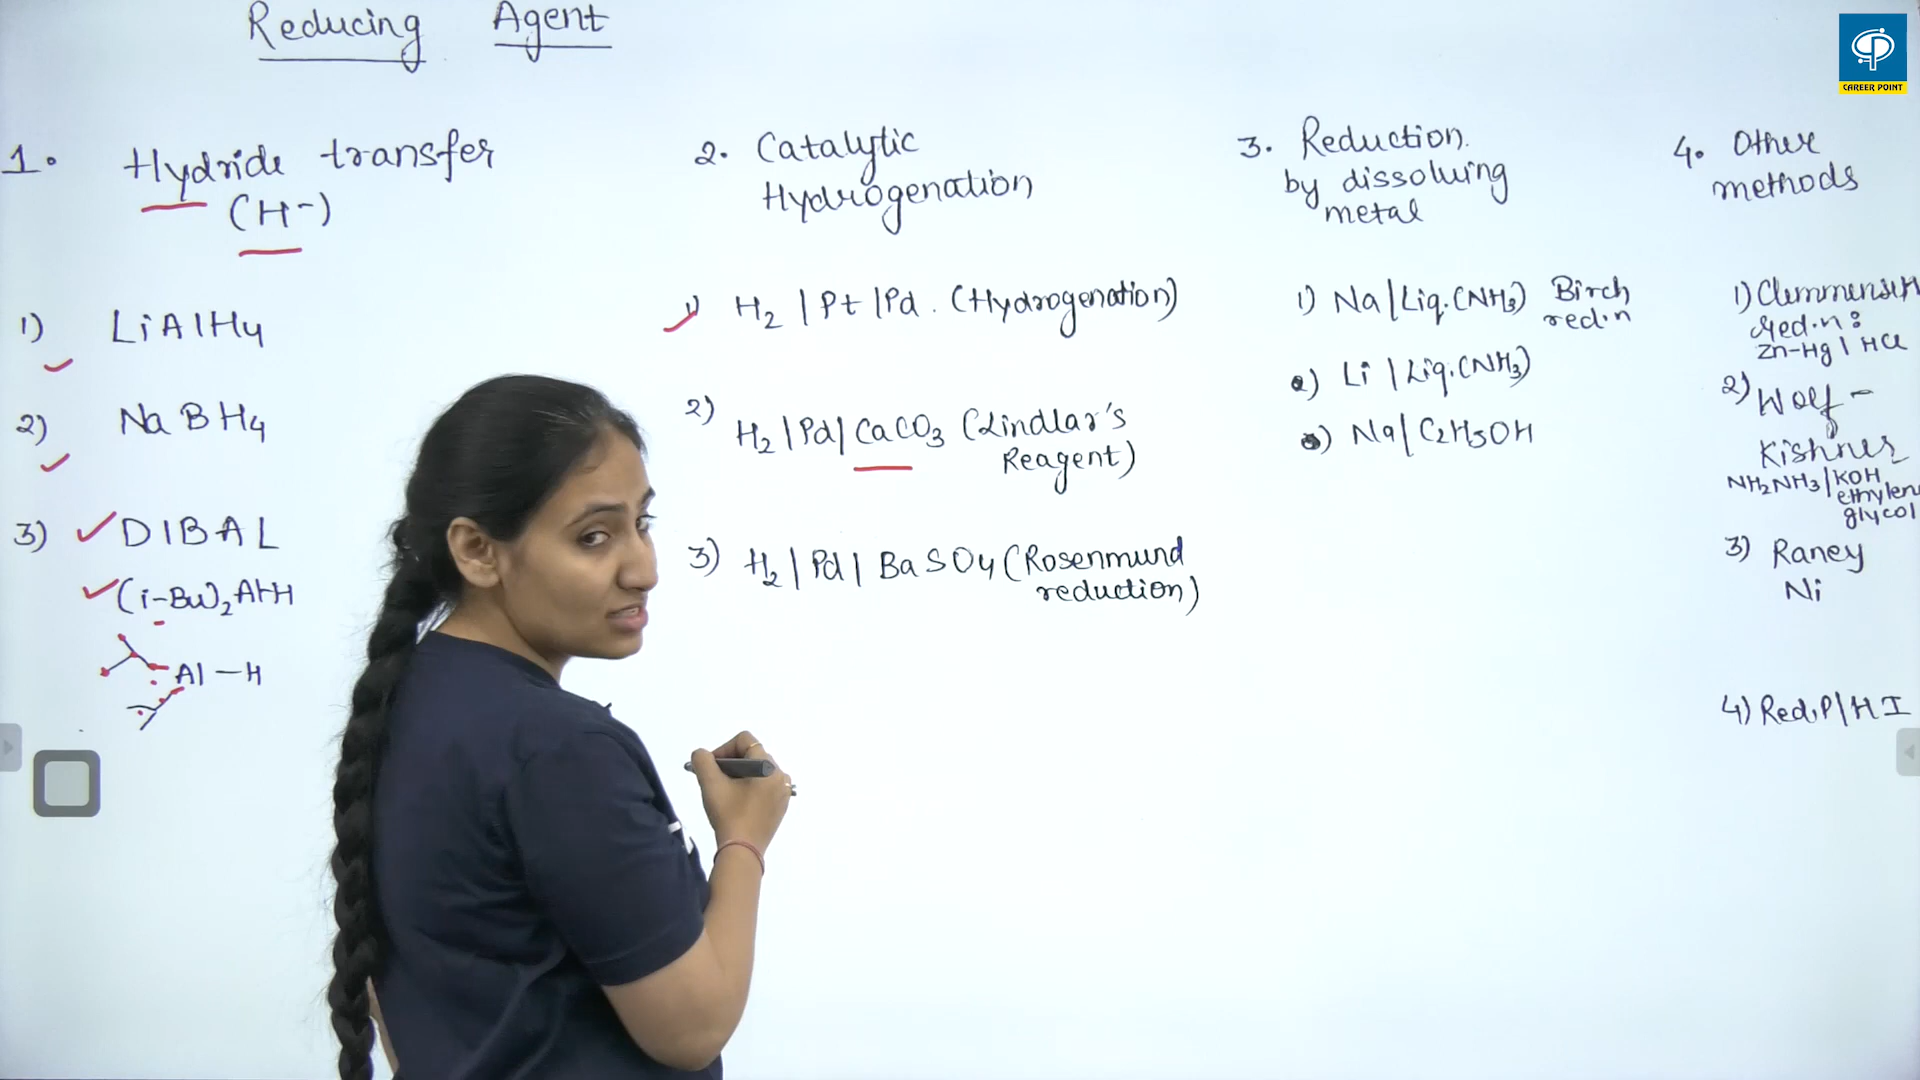 Reducing Agent
CAREER POINT
1. Hydride transfer
(H-)
1) LiAlH4
2) NaBH4
3) DIBAL
(i-Bu)2AlH
Al-H
2. Catalytic
Hydrogenation
1) H2 | Pt | Pd. (Hydrogenation)
2) H2 | Pd | CaCO3 (Lindlar's
Reagent)
3) H2 | Pd | BaSO4 (Rosenmund
reduction)
3. Reduction.
by dissolving
metal
1) Na | Liq. (NH3) Birch
red.n
2) Li | Liq. (NH3)
3) Na | C2H5OH
4. Other
methods
1) Clemmensen
red.n:
Zn-Hg | HCl
2) Wolf-
Kishner
NH2NH3 | KOH
ethylen
glycol
3) Raney
Ni
4) Red.P | HI